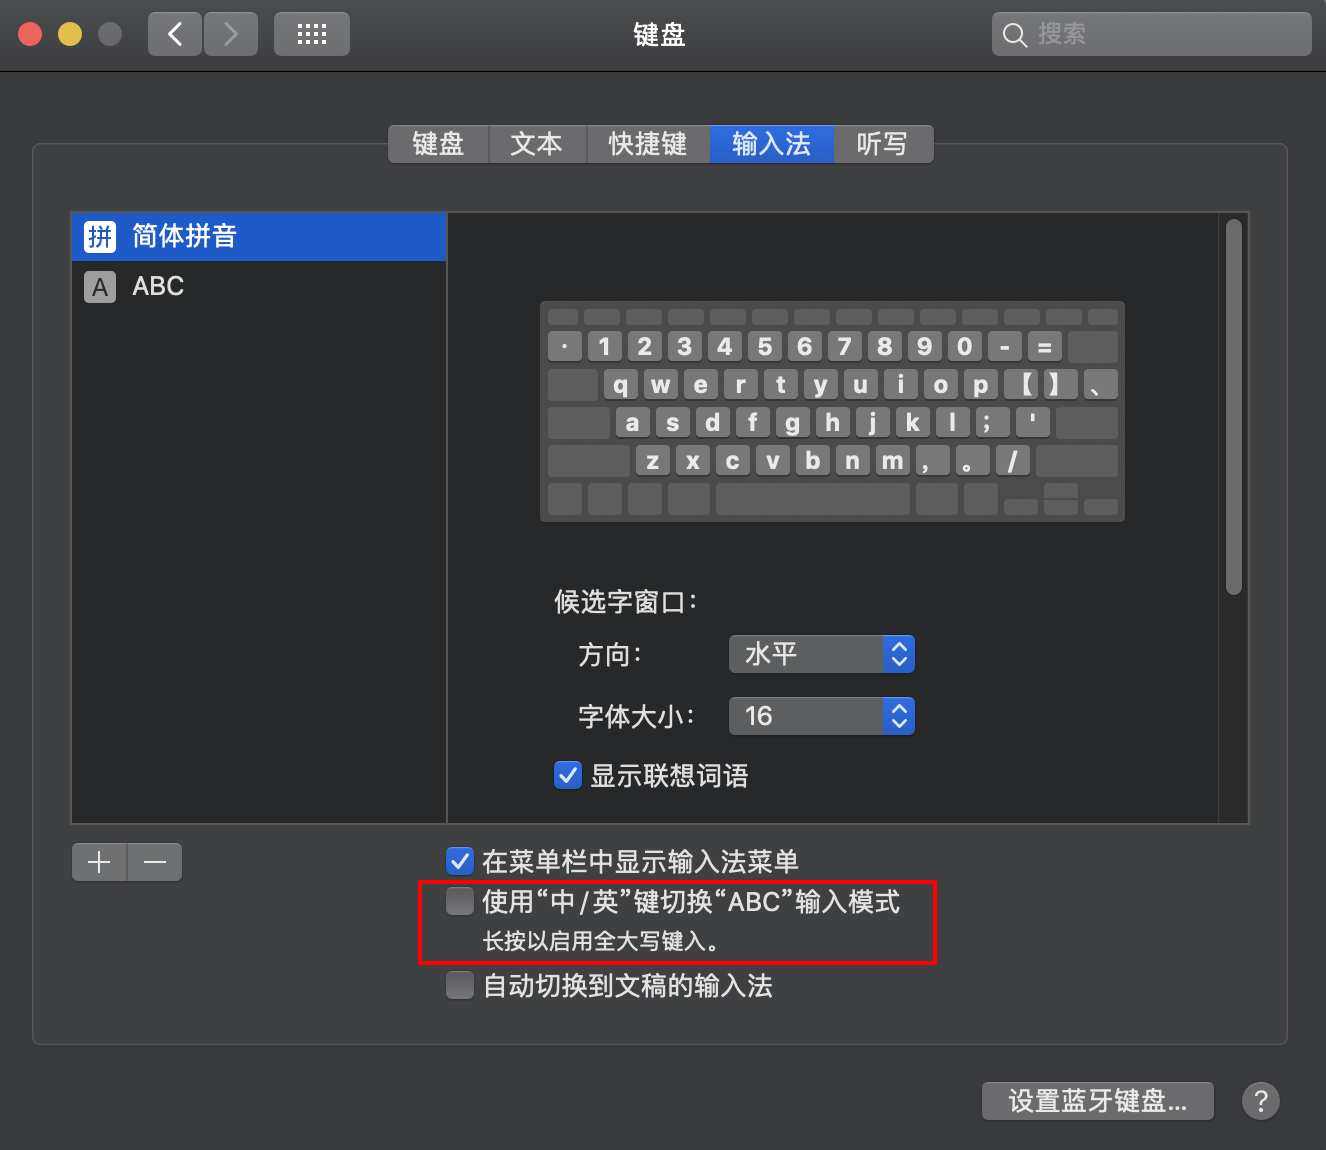 键盘
搜索
键盘 文本 快捷键 输入法 听写
拼 简体拼音
A ABC
· 1 2 3 4 5 6 7 8 9 0 - =
q w e r t y u i o p 【 】 、
a s d f g h j k l ; '
z x c v b n m , 。 /
候选字窗口:
方向: 水平
字体大小: 16
显示联想词语
在菜单栏中显示输入法菜单
使用“中/英”键切换“ABC”输入模式
长按以启用全大写键入。
自动切换到文稿的输入法
设置蓝牙键盘... ?